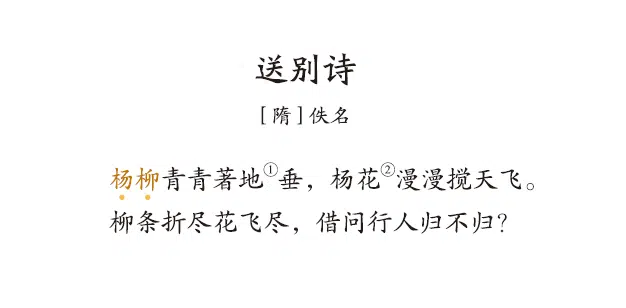 送别诗
[隋]佚名
杨柳青青著地①垂，杨花②漫漫搅天飞。
柳条折尽花飞尽，借问行人归不归？